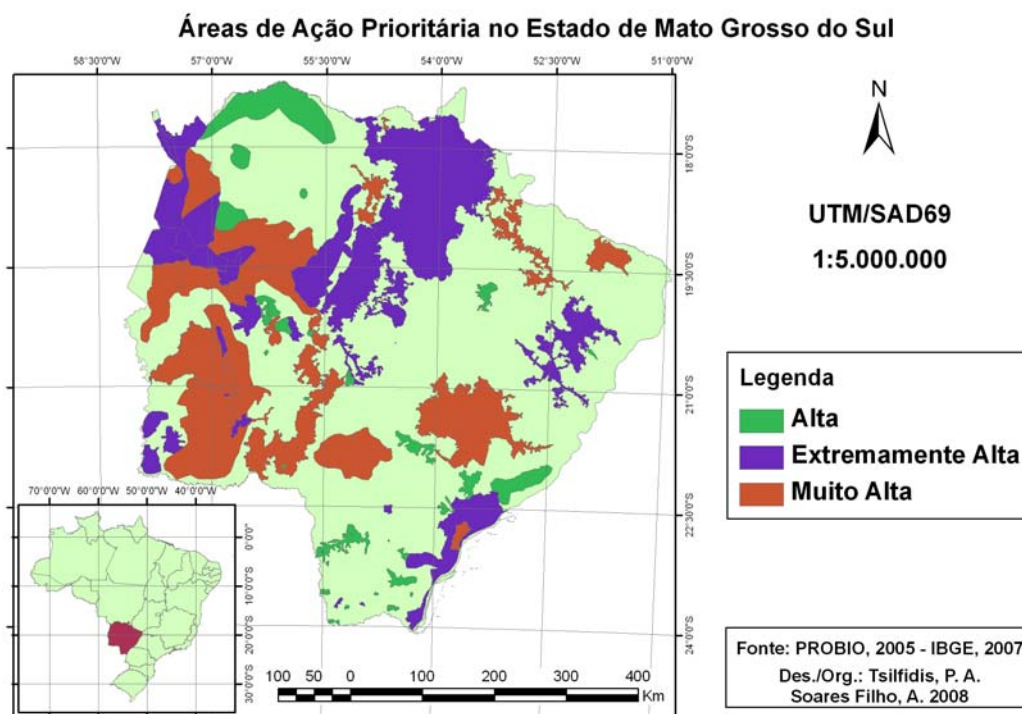 Áreas de Ação Prioritária no Estado de Mato Grosso do Sul
58°30'0"W 57°0'0"W 55°30'0"W 54°0'0"W 52°30'0"W 51°0'0"W
18°0'0"S
19°30'0"S
21°0'0"S
22°30'0"S
24°0'0"S
N
UTM/SAD69
1:5.000.000
Legenda
Alta
Extremamente Alta
Muito Alta
70°0'0"W 60°0'0"W 50°0'0"W 40°0'0"W
0°0'0"
10°0'0"S
20°0'0"S
30°0'0"S
100 50 0 100 200 300 400
Km
Fonte: PROBIO, 2005 - IBGE, 2007
Des./Org.: Tsilfidis, P. A.
Soares Filho, A. 2008